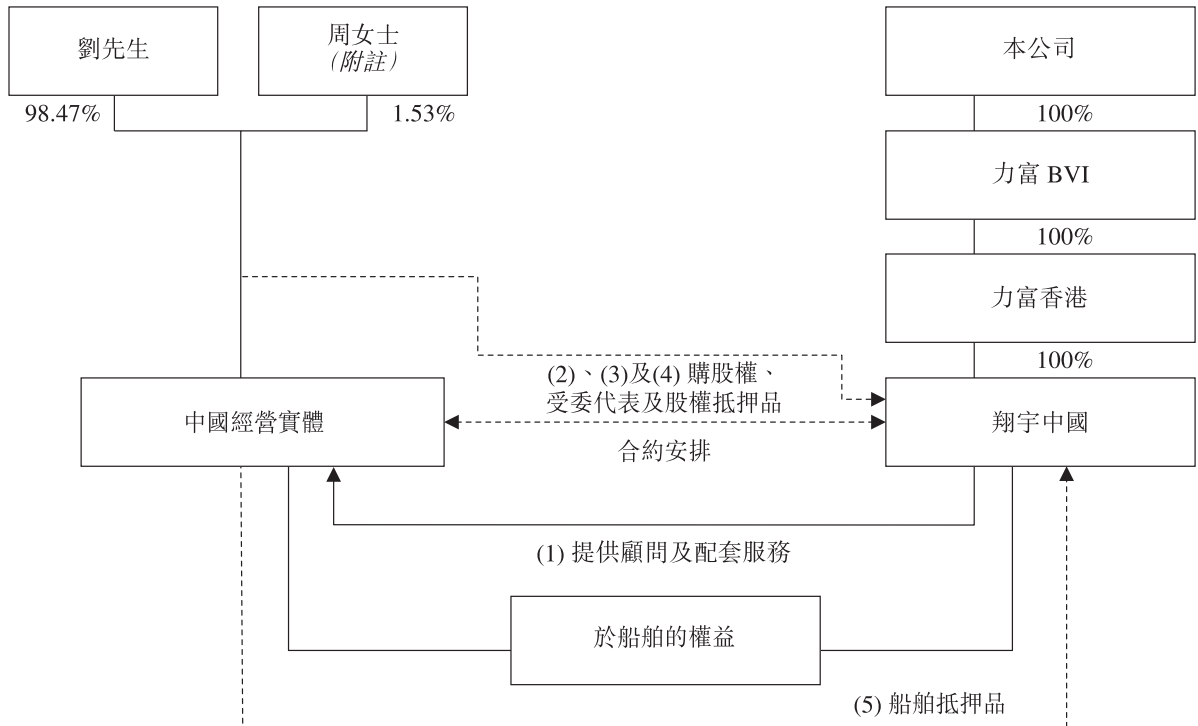 劉先生
周女士
(附註)
本公司
98.47%
1.53%
100%
力富 BVI
100%
力富香港
100%
(2)、(3)及(4) 購股權、
受委代表及股權抵押品
中國經營實體
翔宇中國
合約安排
(1) 提供顧問及配套服務
於船舶的權益
(5) 船舶抵押品